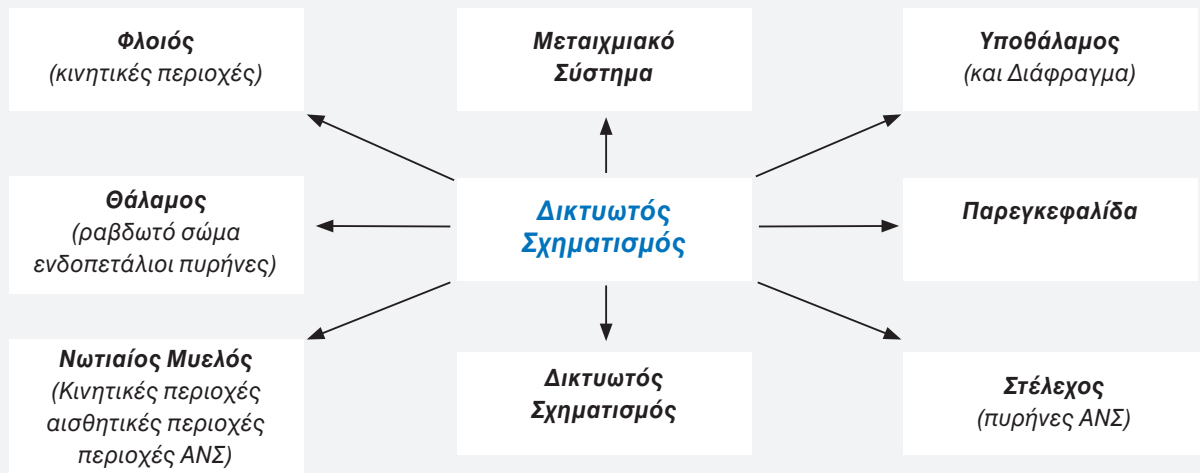 Φλοιός
(κινητικές περιοχές)
Μεταιχμιακό
Σύστημα
Υποθάλαμος
(και Διάφραγμα)
Θάλαμος
(ραβδωτό σώμα
ενδοπετάλιοι πυρήνες)
Δικτυωτός
Σχηματισμός
Παρεγκεφαλίδα
Νωτιαίος Μυελός
(Κινητικές περιοχές
αισθητικές περιοχές
περιοχές ΑΝΣ)
Δικτυωτός
Σχηματισμός
Στέλεχος
(πυρήνες ΑΝΣ)